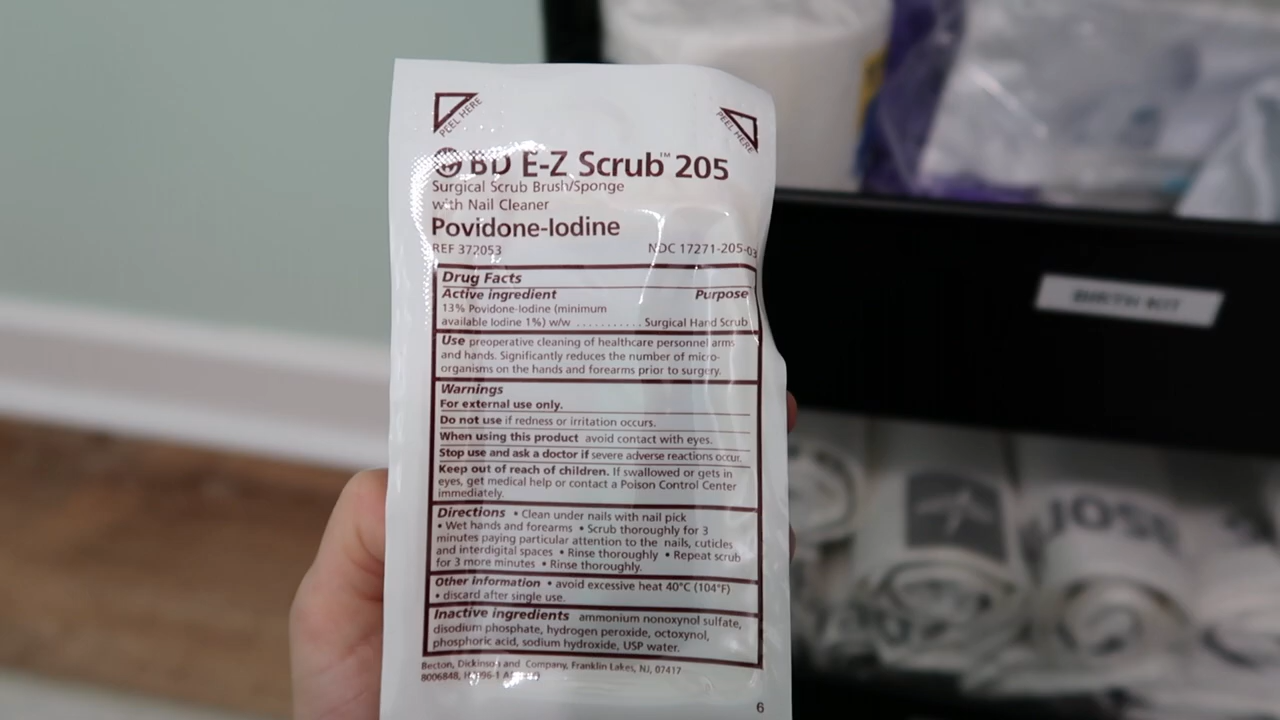 PEEL HERE
PEEL HERE
BD E-Z Scrub™ 205
Surgical Scrub Brush/Sponge
with Nail Cleaner
Povidone-Iodine
REF 372053 NDC 17271-205-03
Drug Facts
Active ingredient Purpose
13% Povidone-Iodine (minimum
available Iodine 1%) w/w ........... Surgical Hand Scrub
Use preoperative cleaning of healthcare personnel arms
and hands. Significantly reduces the number of micro-
organisms on the hands and forearms prior to surgery.
Warnings
For external use only.
Do not use if redness or irritation occurs.
When using this product avoid contact with eyes.
Stop use and ask a doctor if severe adverse reactions occur.
Keep out of reach of children. If swallowed or gets in
eyes, get medical help or contact a Poison Control Center
immediately.
Directions • Clean under nails with nail pick
• Wet hands and forearms • Scrub thoroughly for 3
minutes paying particular attention to the nails, cuticles
and interdigital spaces • Rinse thoroughly • Repeat scrub
for 3 more minutes • Rinse thoroughly.
Other information • avoid excessive heat 40°C (104°F)
• discard after single use.
Inactive ingredients ammonium nonoxynol sulfate,
disodium phosphate, hydrogen peroxide, octoxynol,
phosphoric acid, sodium hydroxide, USP water.
Becton, Dickinson and Company, Franklin Lakes, NJ, 07417
8006848,
6
BIRTH KIT